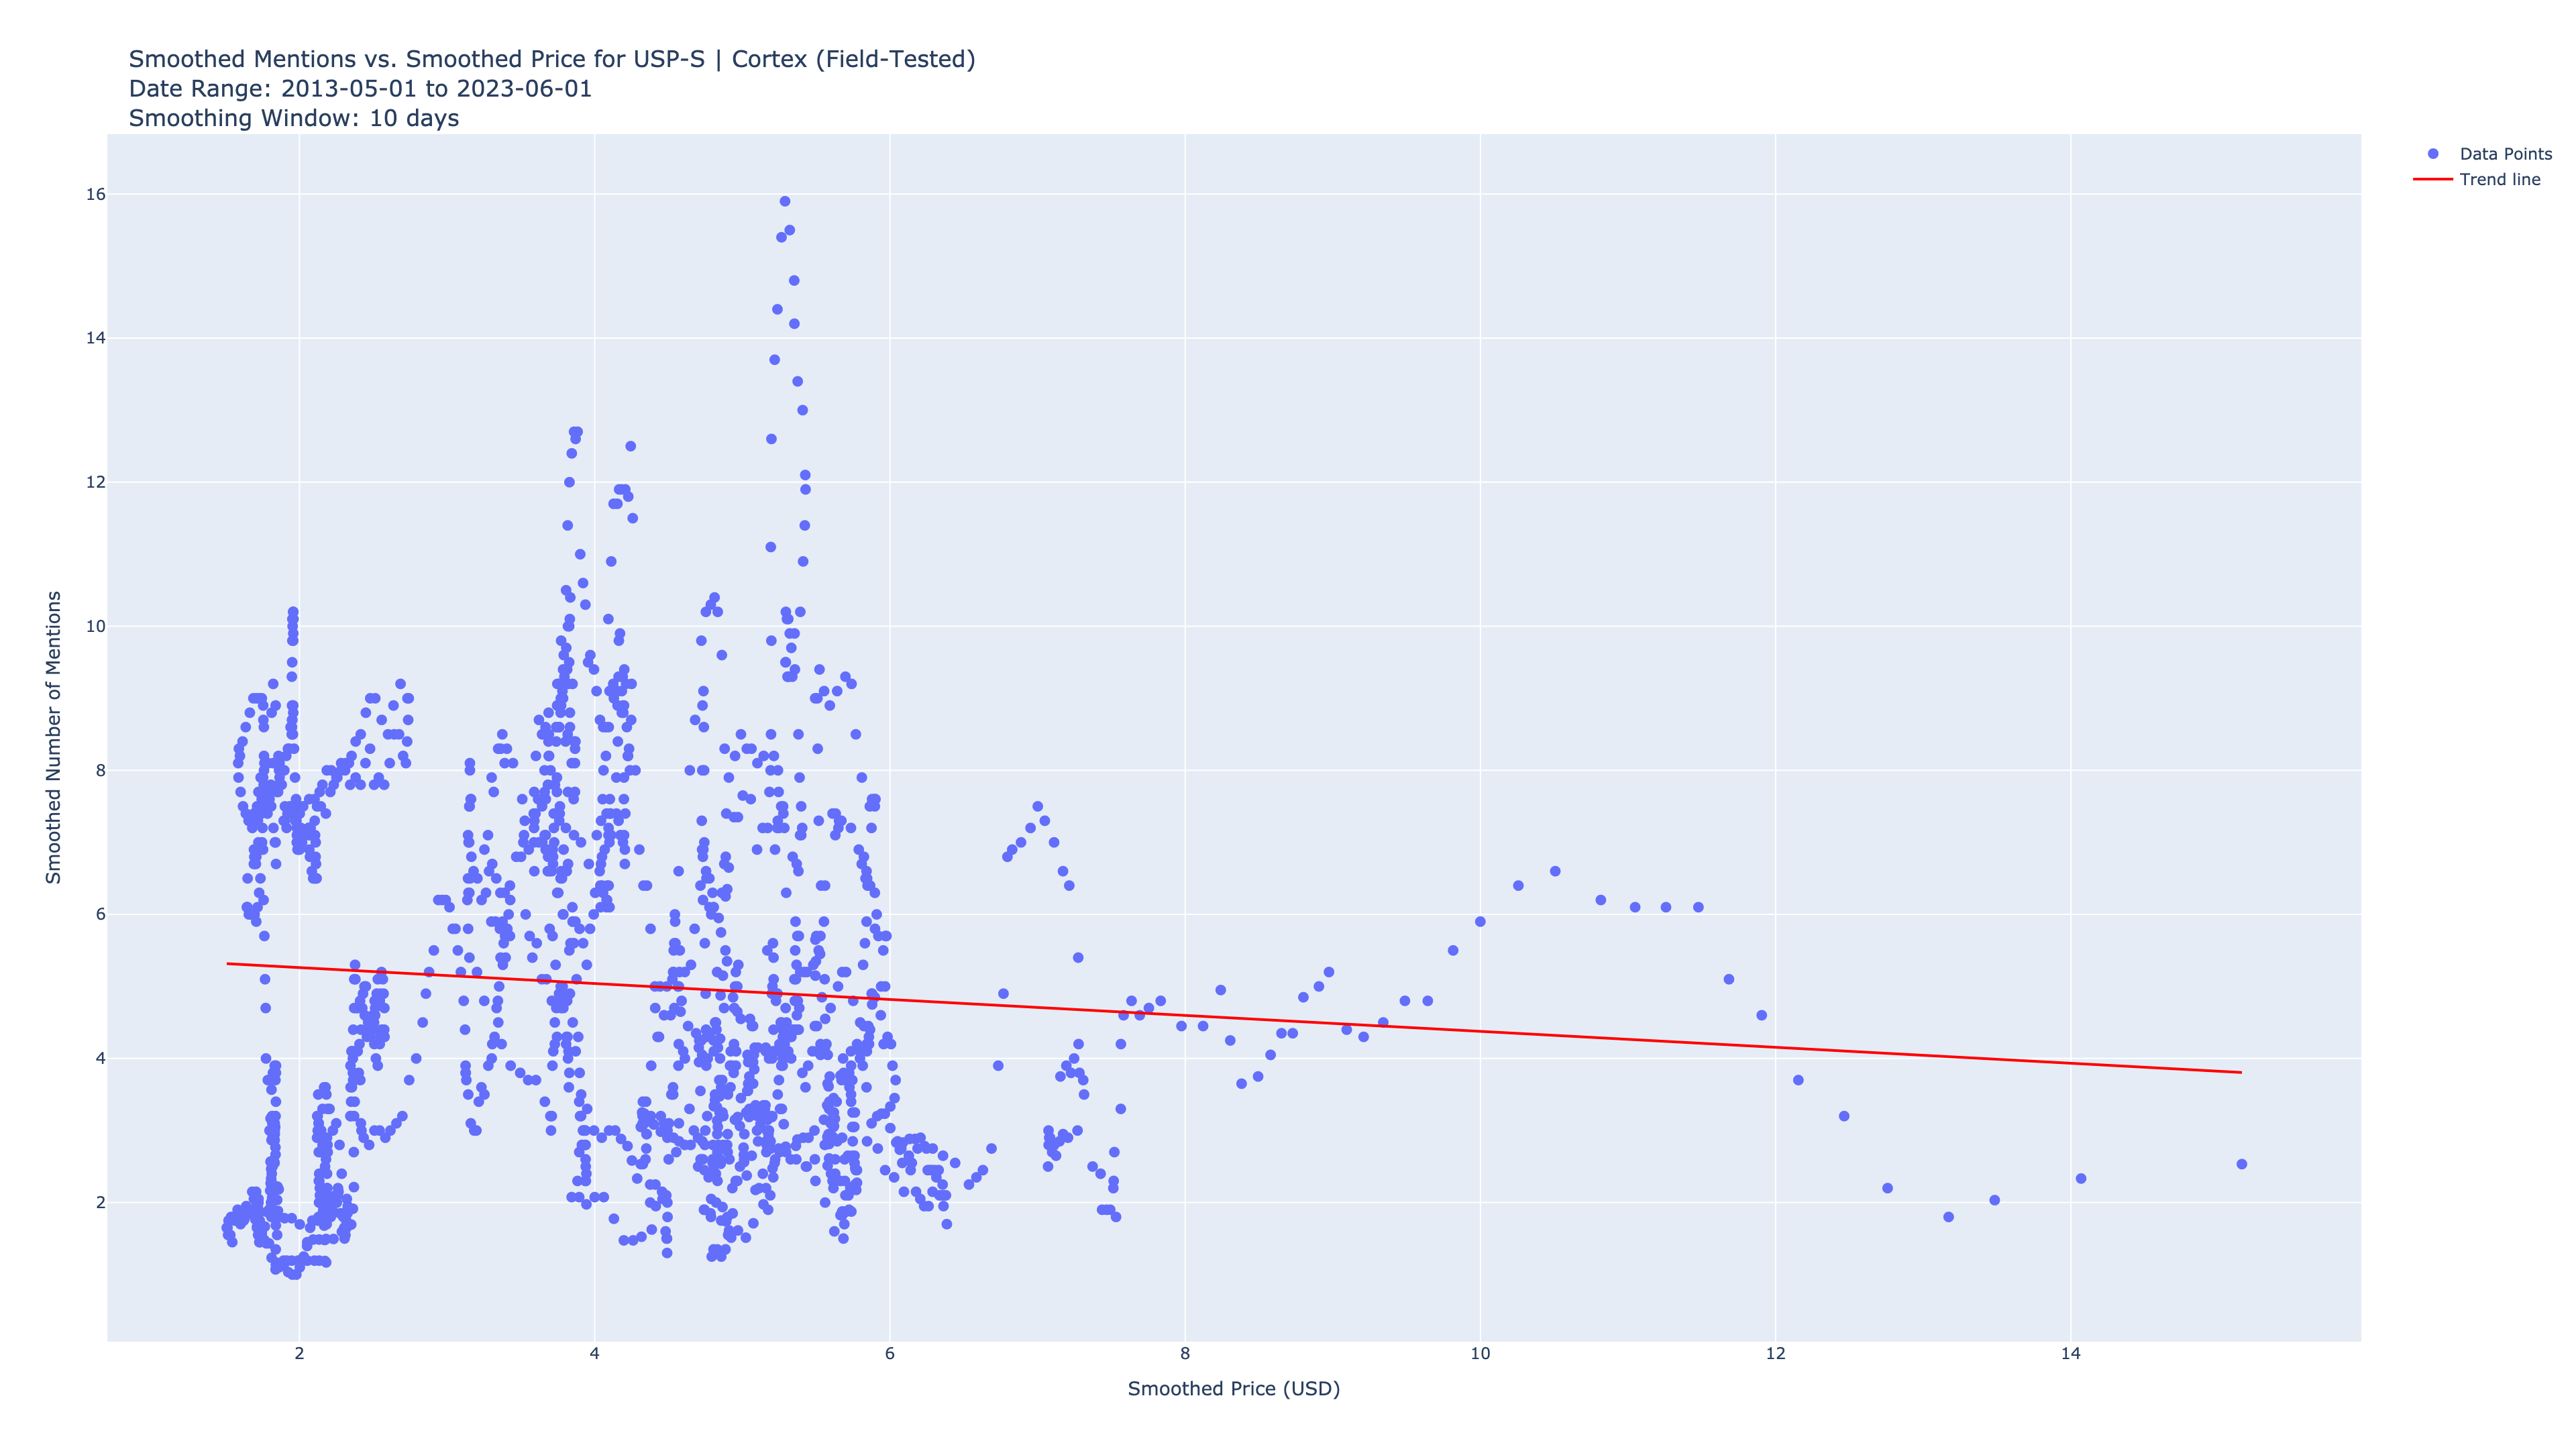 Smoothed Mentions vs. Smoothed Price for USP-S | Cortex (Field-Tested)
Date Range: 2013-05-01 to 2023-06-01
Smoothing Window: 10 days
Data Points
Trend line
Smoothed Number of Mentions
16
14
12
10
8
6
4
2
2
4
6
8
10
12
14
Smoothed Price (USD)